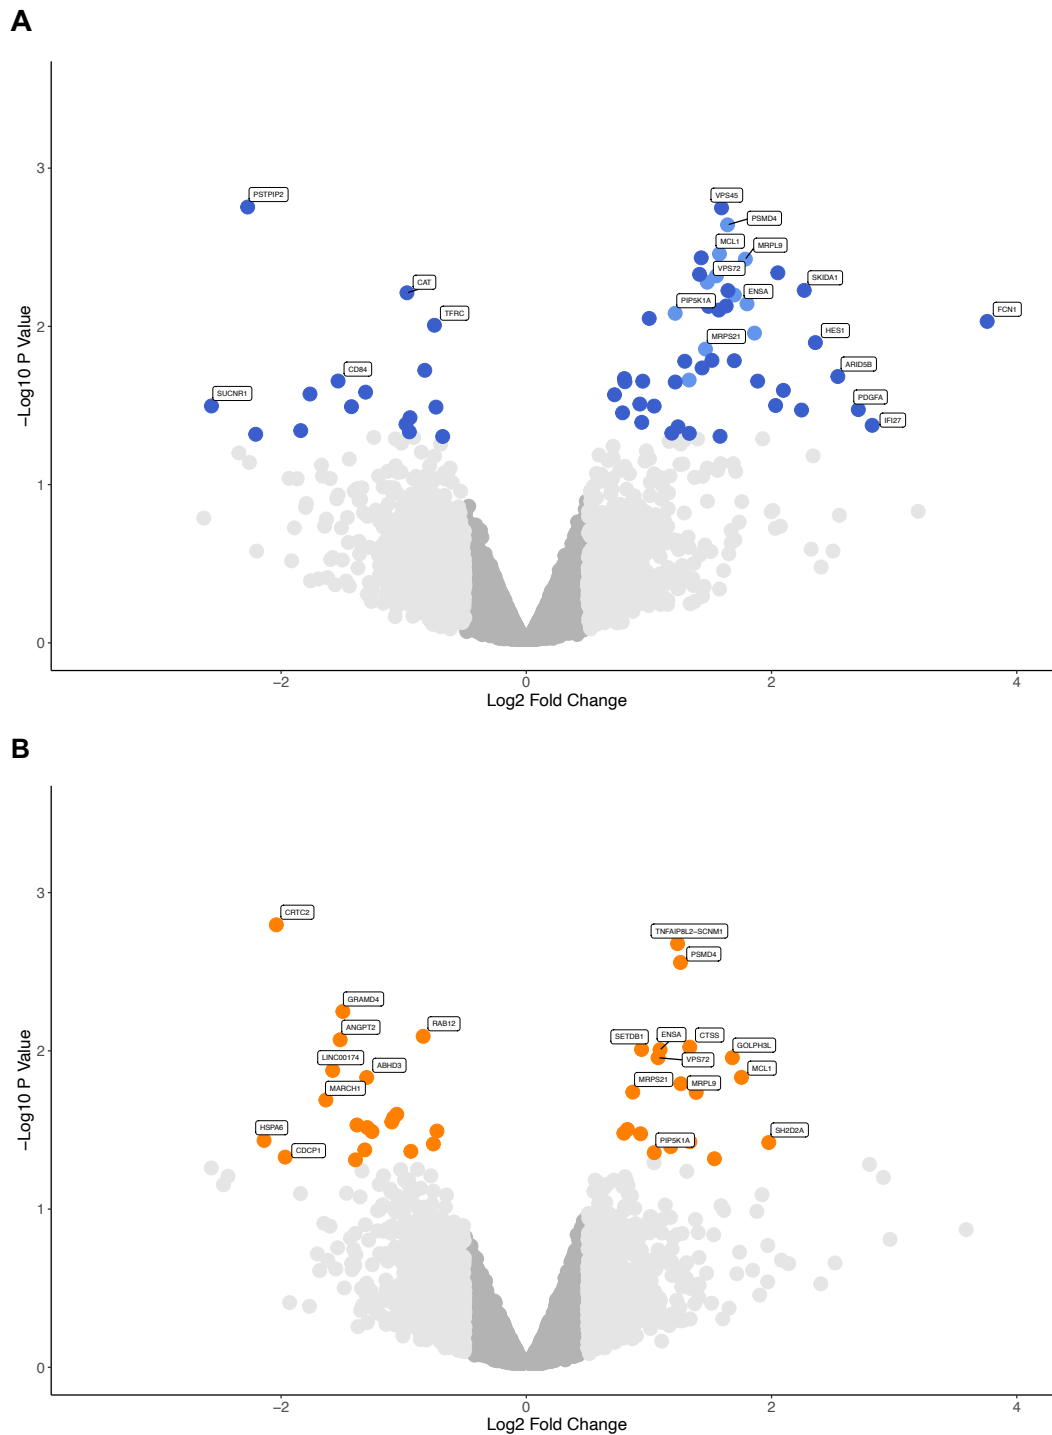 A
−Log10 P Value
3
2
1
0
PSTPIP2
VPS45
PSMD4
MCL1
MRPL9
VPS72
SKIDA1
CAT
ENSA
PIP5K1A
TFRC
FCN1
HES1
MRPS21
CD84
ARID5B
SUCNR1
PDGFA
IFI27
−2
0
2
4
Log2 Fold Change
B
−Log10 P Value
3
2
1
0
CRTC2
TNFAIP8L2−SCNM1
PSMD4
GRAMD4
RAB12
ANGPT2
SETDB1
ENSA
CTSS
GOLPH3L
LINC00174
VPS72
ABHD3
MCL1
MRPS21
MRPL9
MARCH1
HSPA6
SH2D2A
PIP5K1A
CDCP1
−2
0
2
4
Log2 Fold Change